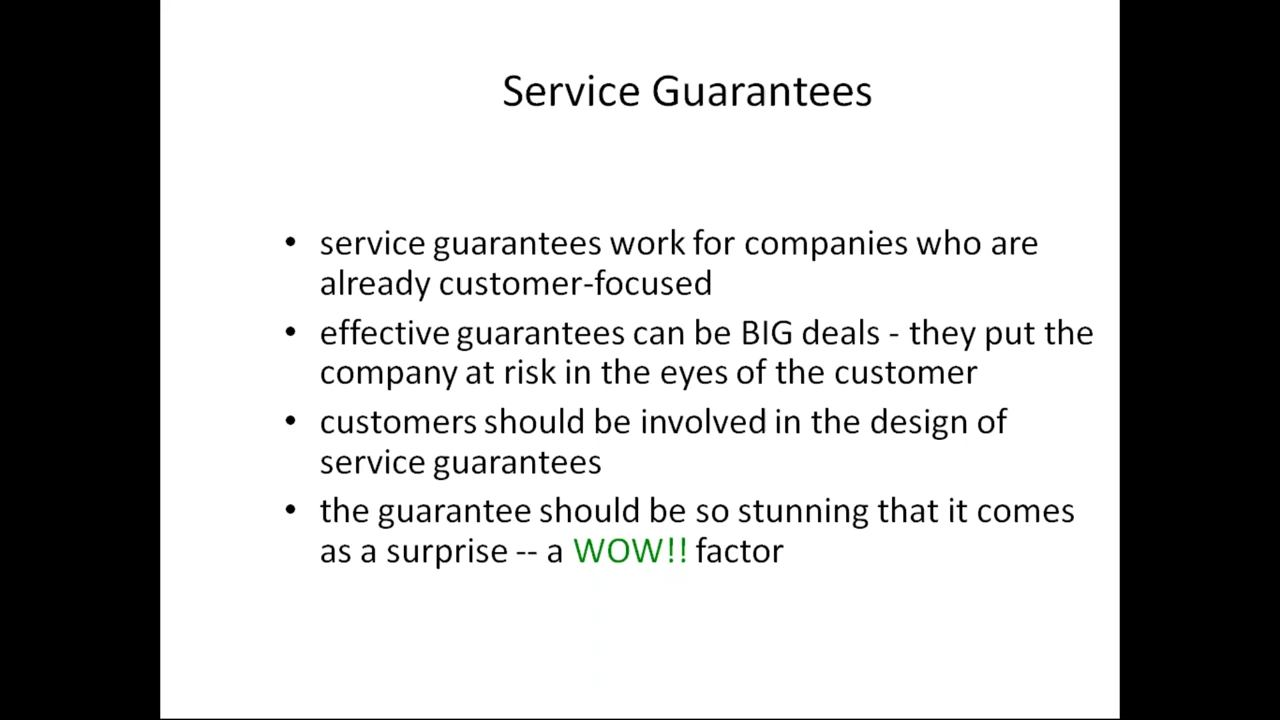 Service Guarantees
• service guarantees work for companies who are
already customer-focused
• effective guarantees can be BIG deals - they put the
company at risk in the eyes of the customer
• customers should be involved in the design of
service guarantees
• the guarantee should be so stunning that it comes
as a surprise -- a WOW!! factor